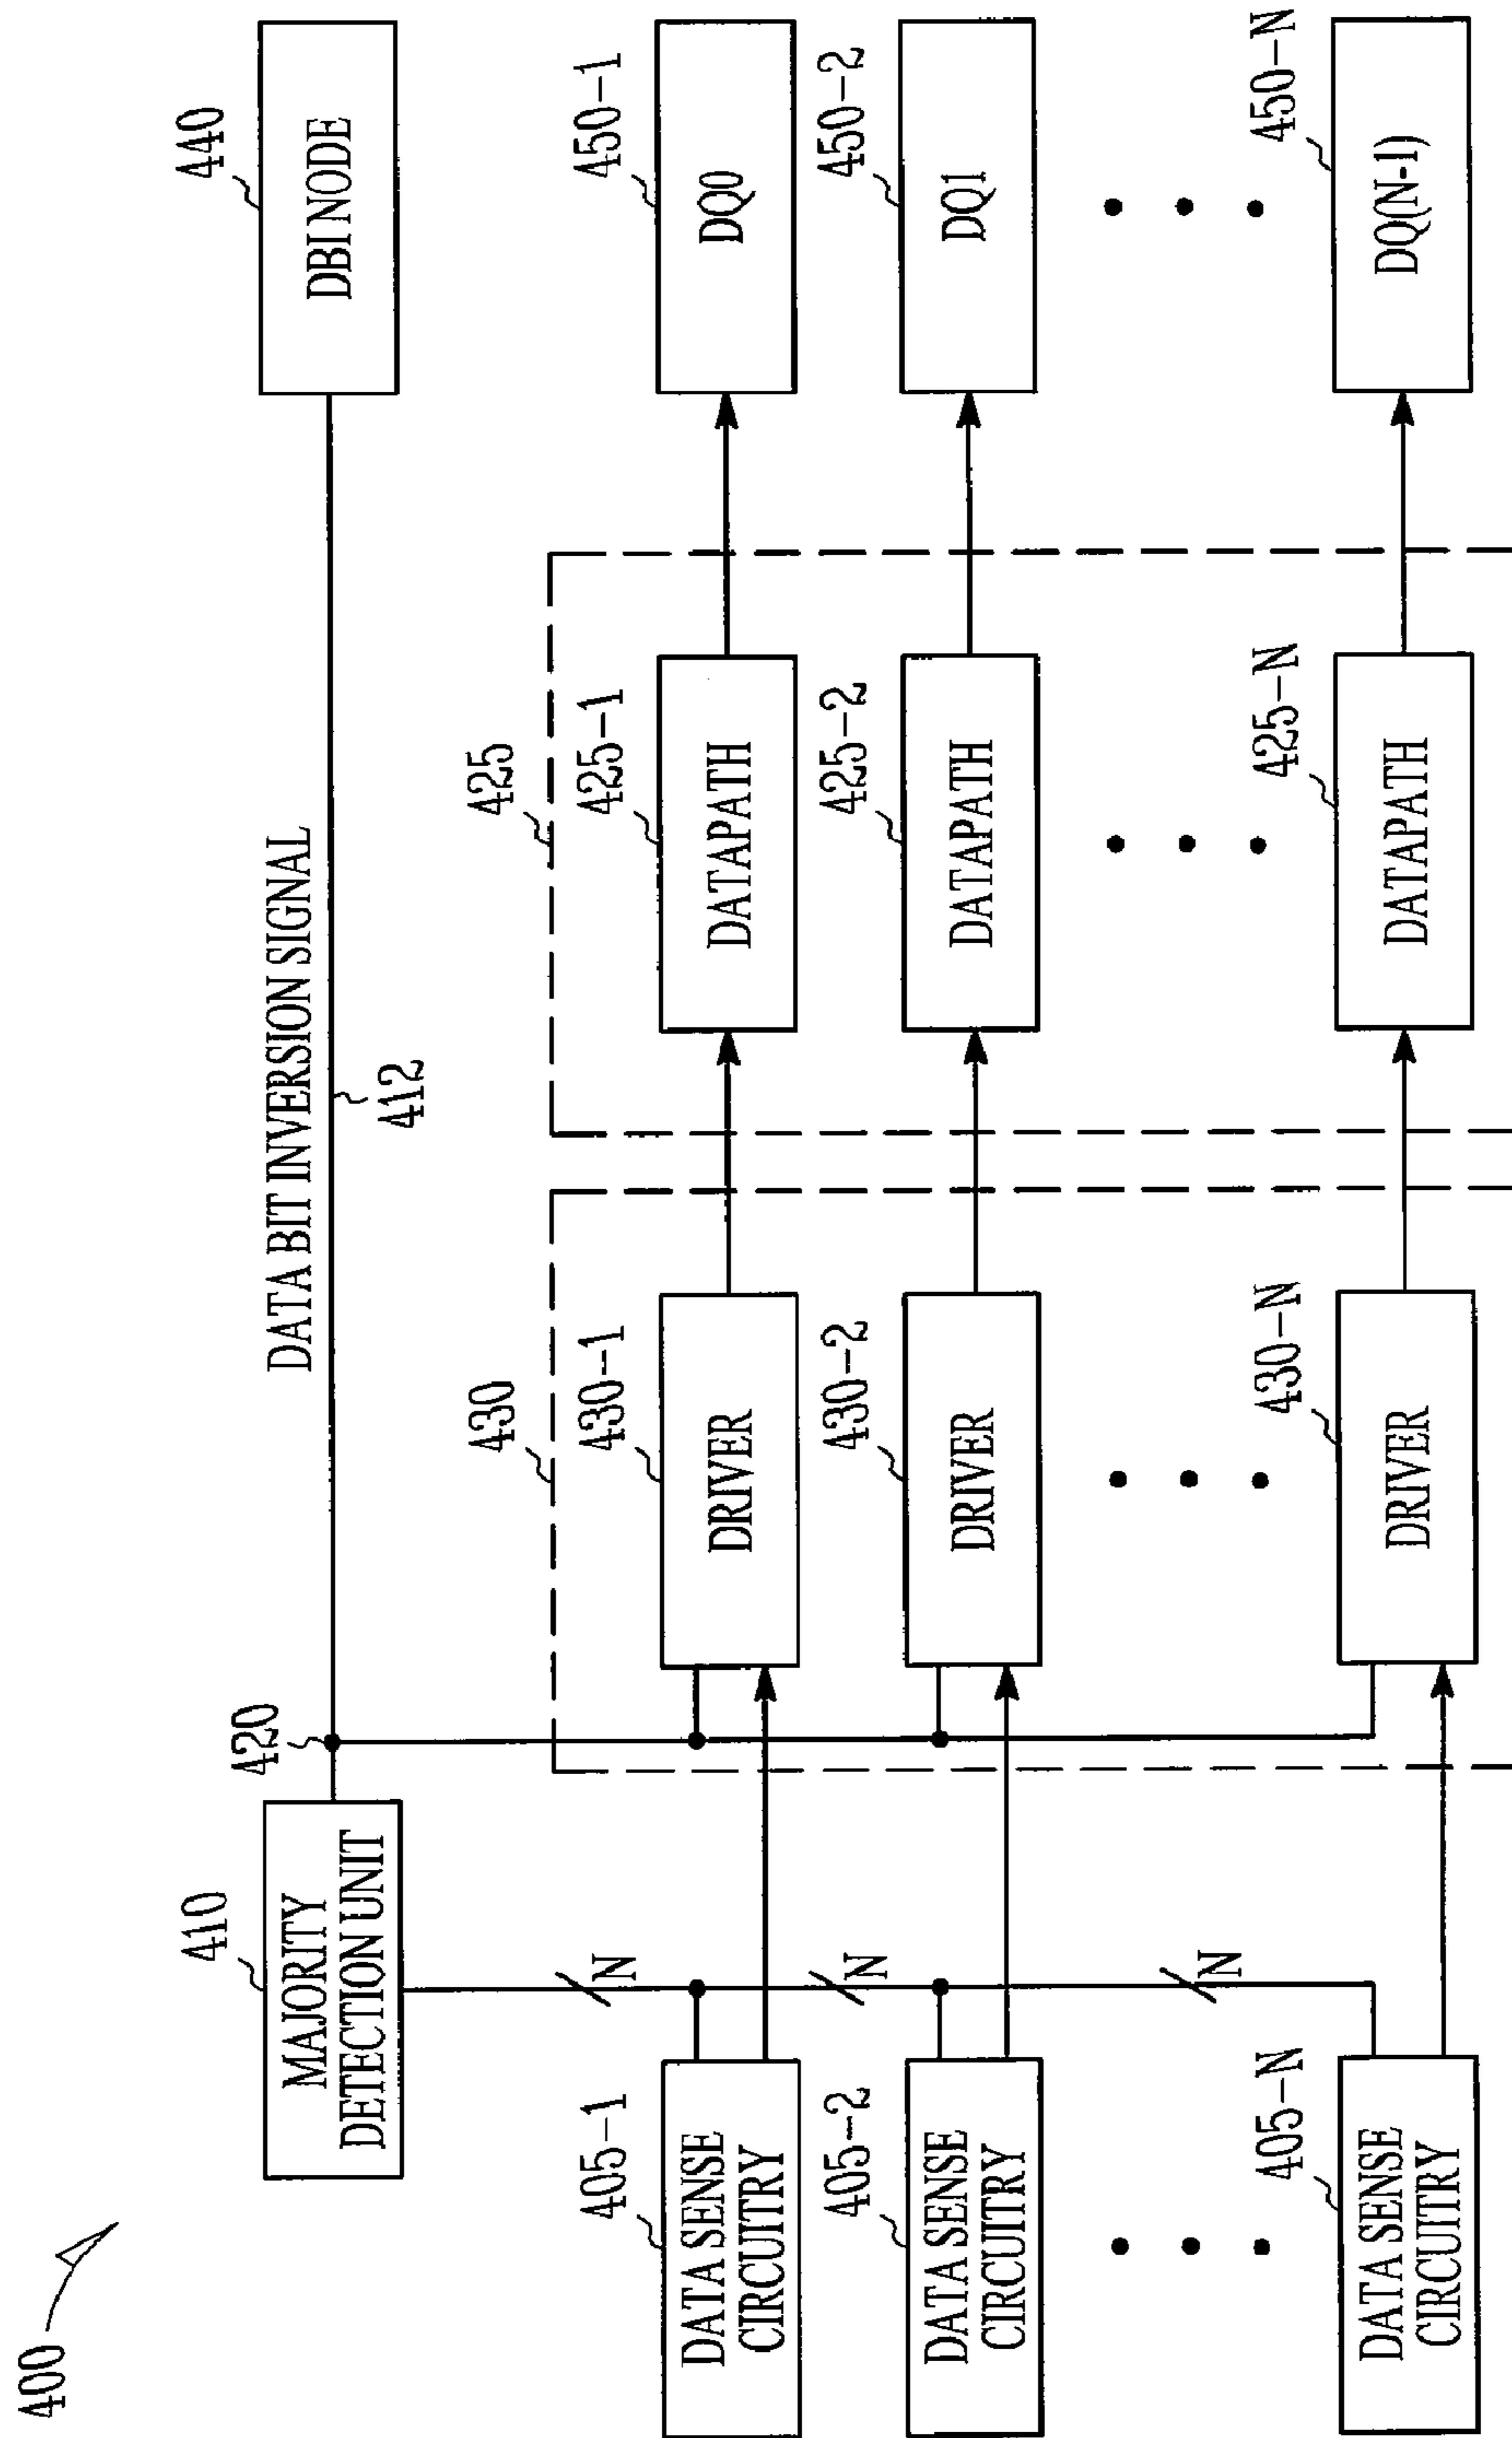 400
410
MAJORITY
DETECTION UNIT
420
DATA BIT INVERSION SIGNAL
412
440
DBI NODE
N
N
N
430
425
405-1
DATA SENSE
CIRCUITRY
430-1
DRIVER
425-1
DATAPATH
450-1
DQ0
405-2
DATA SENSE
CIRCUITRY
430-2
DRIVER
425-2
DATAPATH
450-2
DQ1
405-N
DATA SENSE
CIRCUITRY
430-N
DRIVER
425-N
DATAPATH
450-N
DQ(N-1)